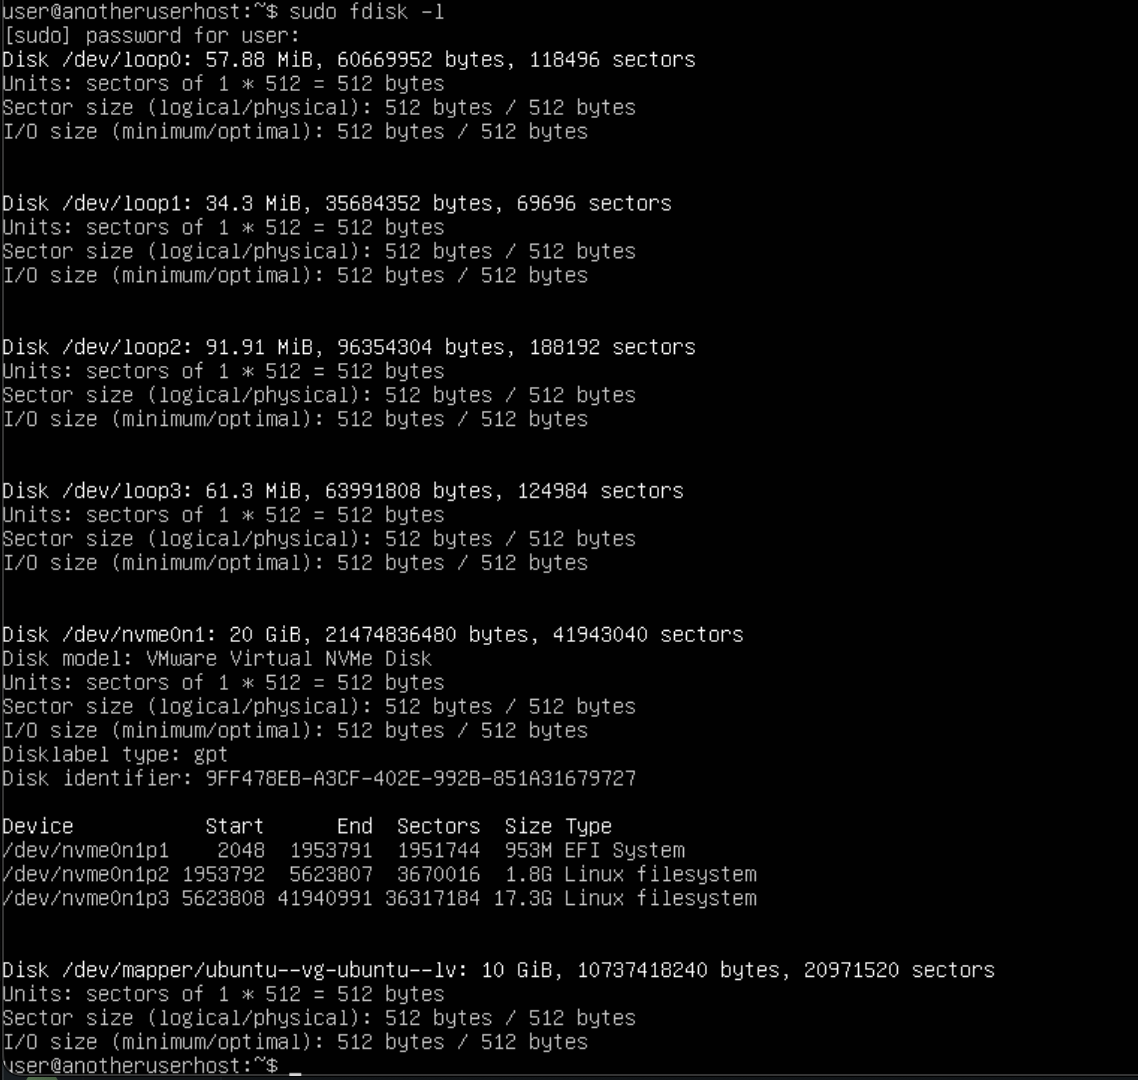 user@anotheruserhost:~$ sudo fdisk -l
[sudo] password for user:
Disk /dev/loop0: 57.88 MiB, 60669952 bytes, 118496 sectors
Units: sectors of 1 * 512 = 512 bytes
Sector size (logical/physical): 512 bytes / 512 bytes
I/O size (minimum/optimal): 512 bytes / 512 bytes
Disk /dev/loop1: 34.3 MiB, 35684352 bytes, 69696 sectors
Units: sectors of 1 * 512 = 512 bytes
Sector size (logical/physical): 512 bytes / 512 bytes
I/O size (minimum/optimal): 512 bytes / 512 bytes
Disk /dev/loop2: 91.91 MiB, 96354304 bytes, 188192 sectors
Units: sectors of 1 * 512 = 512 bytes
Sector size (logical/physical): 512 bytes / 512 bytes
I/O size (minimum/optimal): 512 bytes / 512 bytes
Disk /dev/loop3: 61.3 MiB, 63991808 bytes, 124984 sectors
Units: sectors of 1 * 512 = 512 bytes
Sector size (logical/physical): 512 bytes / 512 bytes
I/O size (minimum/optimal): 512 bytes / 512 bytes
Disk /dev/nvme0n1: 20 GiB, 21474836480 bytes, 41943040 sectors
Disk model: VMware Virtual NVMe Disk
Units: sectors of 1 * 512 = 512 bytes
Sector size (logical/physical): 512 bytes / 512 bytes
I/O size (minimum/optimal): 512 bytes / 512 bytes
Disklabel type: gpt
Disk identifier: 9FF478EB-A3CF-402E-992B-851A31679727
Device Start End Sectors Size Type
/dev/nvme0n1p1 2048 1953791 1951744 953M EFI System
/dev/nvme0n1p2 1953792 5623807 3670016 1.8G Linux filesystem
/dev/nvme0n1p3 5623808 41940991 36317184 17.3G Linux filesystem
Disk /dev/mapper/ubuntu--vg-ubuntu--lv: 10 GiB, 10737418240 bytes, 20971520 sectors
Units: sectors of 1 * 512 = 512 bytes
Sector size (logical/physical): 512 bytes / 512 bytes
I/O size (minimum/optimal): 512 bytes / 512 bytes
user@anotheruserhost:~$ _